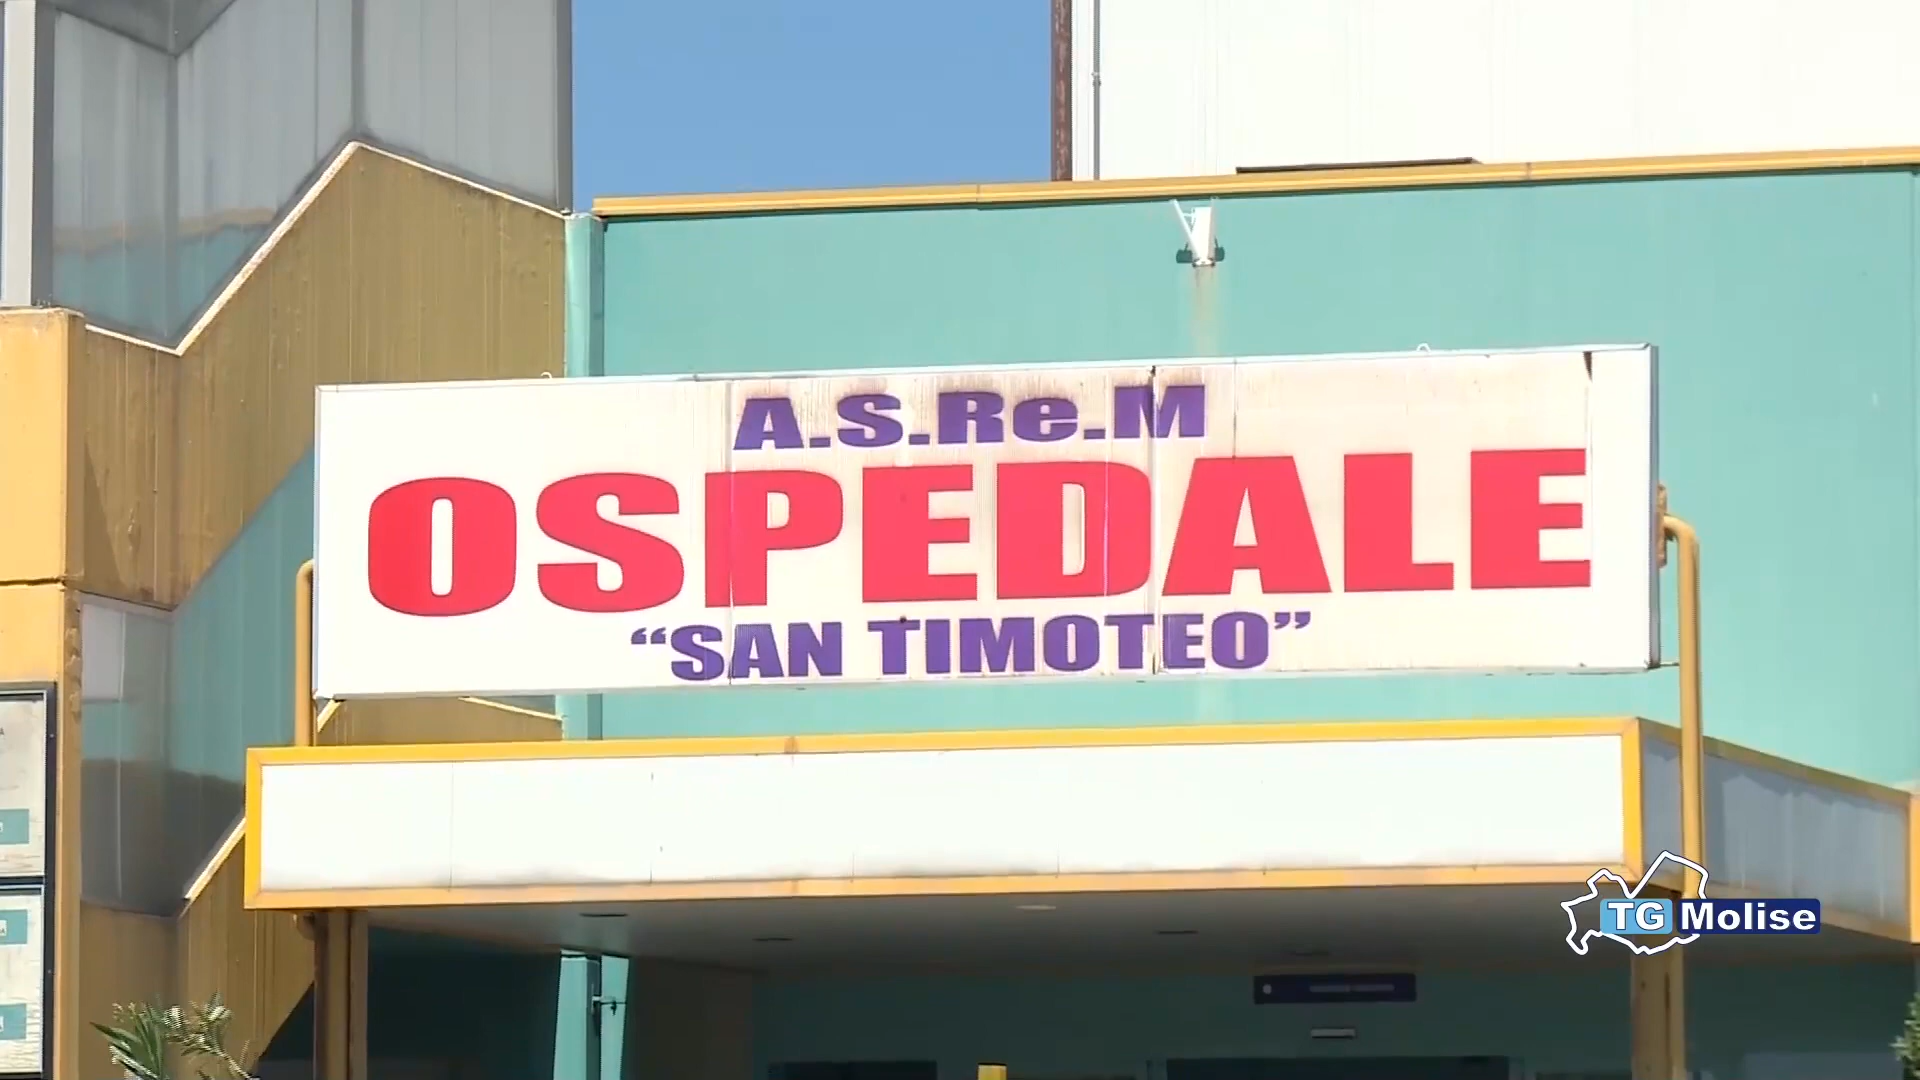 A.S.Re.M
OSPEDALE
“SAN TIMOTEO”
TG Molise